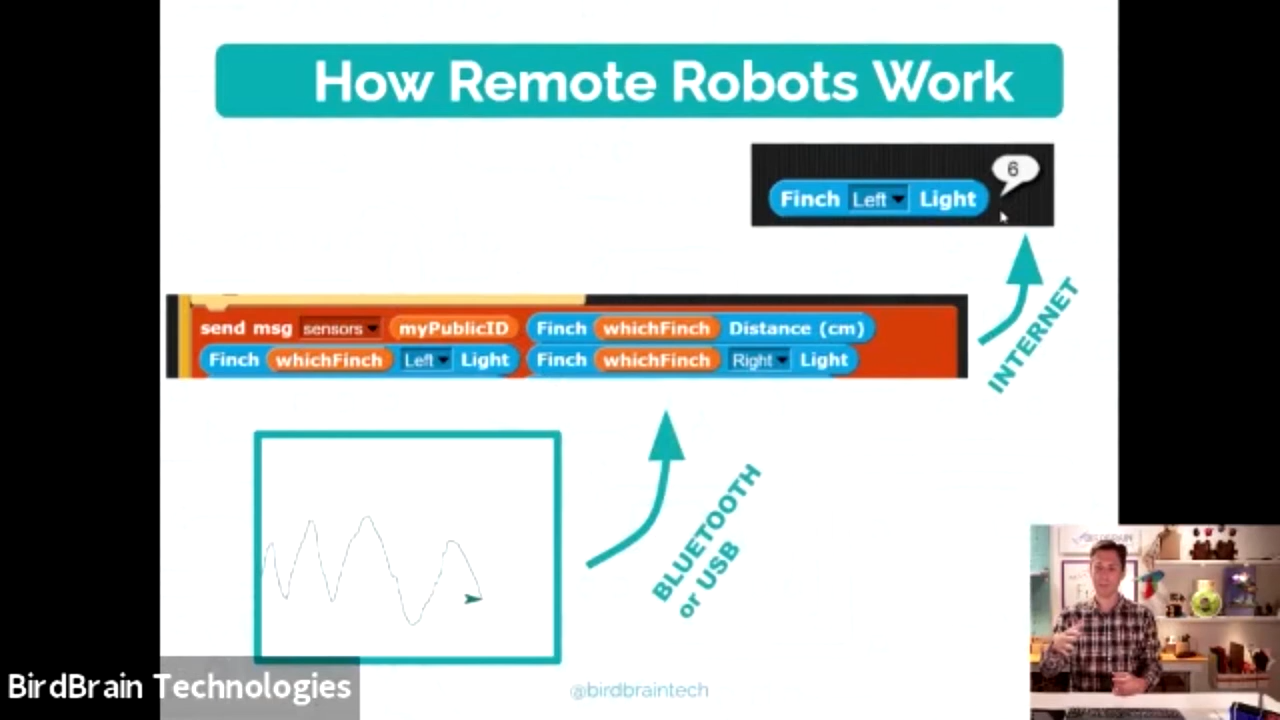 How Remote Robots Work
6
Finch Left Light
send msg sensors myPublicID Finch whichFinch Distance (cm)
Finch whichFinch Left Light Finch whichFinch Right Light
INTERNET
BLUETOOTH
or USB
BirdBrain Technologies
@birdbraintech
BIRDBRAIN